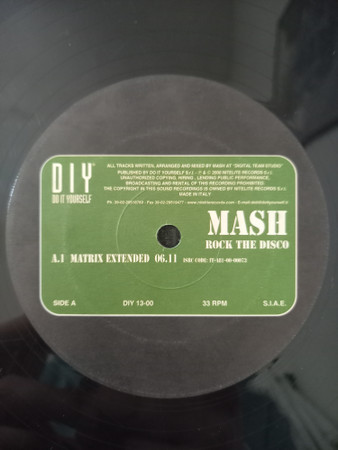 DIY
DO IT YOURSELF
ALL TRACKS WRITTEN, ARRANGED AND MIXED BY MASH AT "DIGITAL TEAM STUDIO"
PUBLISHED BY DO IT YOURSELF S.r.l. - ℗ & © 2000 NITELITE RECORDS S.r.l.
UNAUTHORIZED COPYING, HIRING, LENDING PUBLIC PERFORMANCE,
BROADCASTING AND RENTAL OF THIS RECORDING PROHIBITED
THE COPYRIGHT IN THIS SOUND RECORDINGS IS OWNED BY NITELITE RECORDS S.r.l.
MADE IN ITALY
MASH
ROCK THE DISCO
A.1 MATRIX EXTENDED 06.11
SIDE A DIY 13-00 33 RPM S.I.A.E.